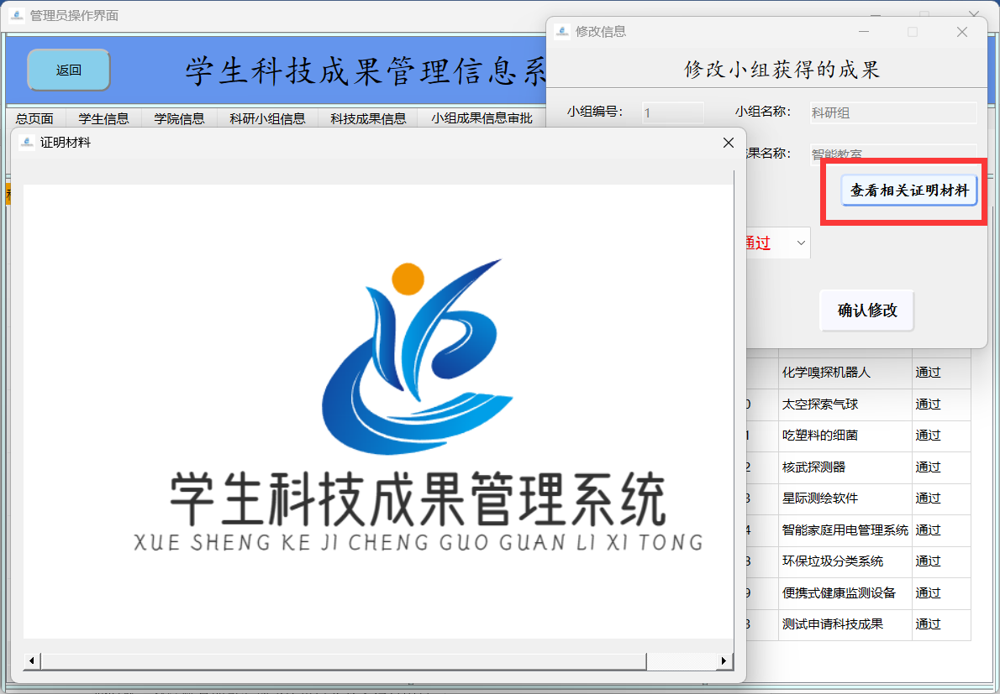 管理员操作界面
返回
学生科技成果管理信息系
总页面 学生信息 学院信息 科研小组信息 科技成果信息 小组成果信息审批
修改信息
修改小组获得的成果
小组编号： 1 小组名称： 科研组
果名称： 智能教室
查看相关证明材料
通过
确认修改
证明材料
学生科技成果管理系统
XUE SHENG KE JI CHENG GUO GUAN LI XI TONG
化学嗅探机器人 通过
0 太空探索气球 通过
1 吃塑料的细菌 通过
2 核武探测器 通过
3 星际测绘软件 通过
4 智能家庭用电管理系统 通过
8 环保垃圾分类系统 通过
9 便携式健康监测设备 通过
3 测试申请科技成果 通过